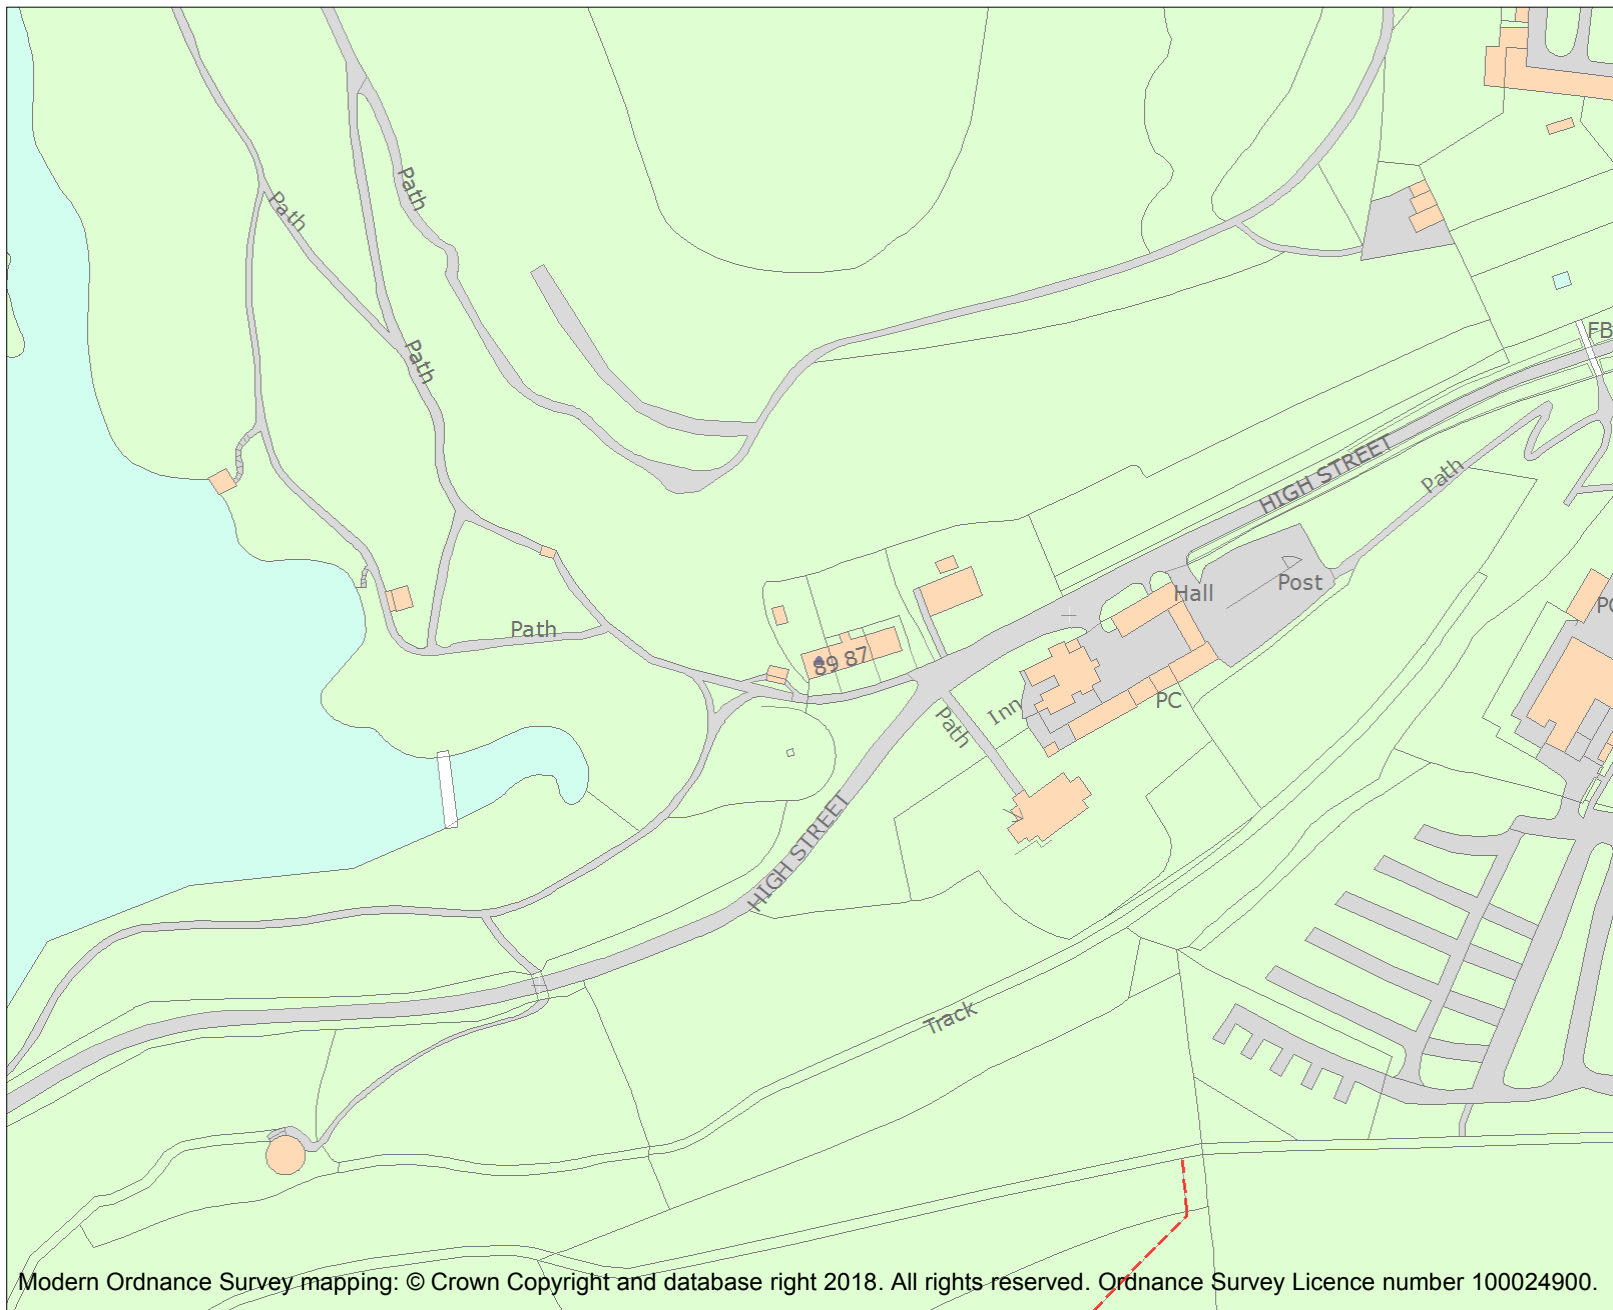 Path
Path
FB
Path
HIGH STREET
Path
Hall
Post
PO
Path
89 87
PC
Inn
Path
HIGH STREET
Track
Modern Ordnance Survey mapping: © Crown Copyright and database right 2018. All rights reserved. Ordnance Survey Licence number 100024900.